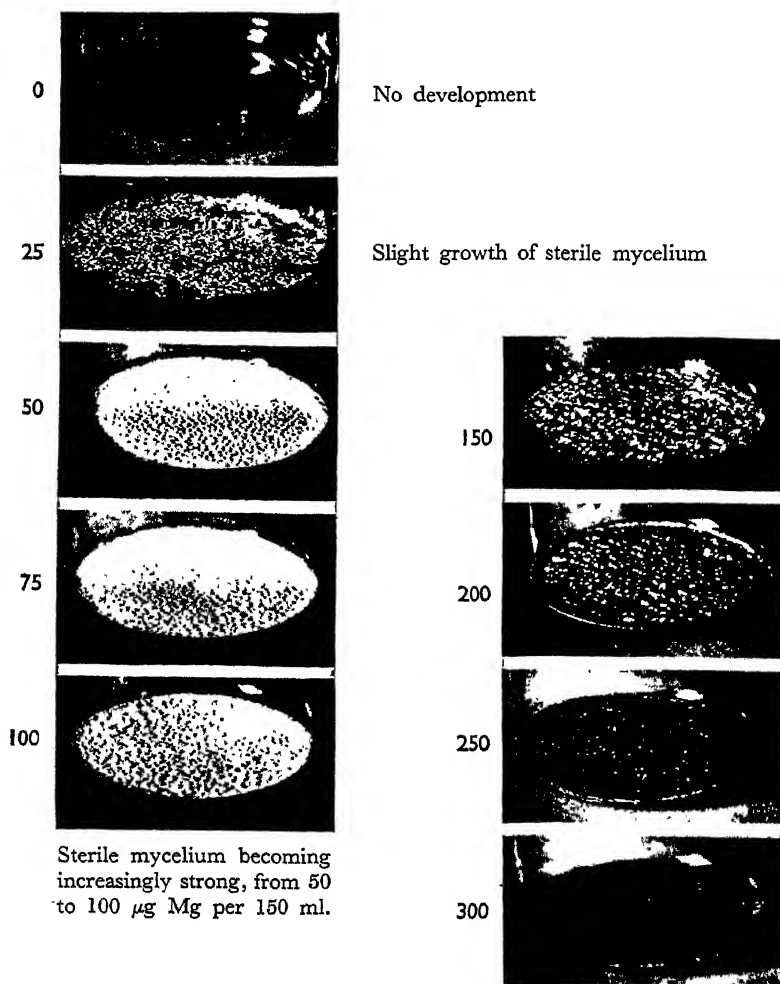 0
No development
25
Slight growth of sterile mycelium
50
75
100
Sterile mycelium becoming
increasingly strong, from 50
to 100 μg Mg per 150 ml.
150
200
250
300